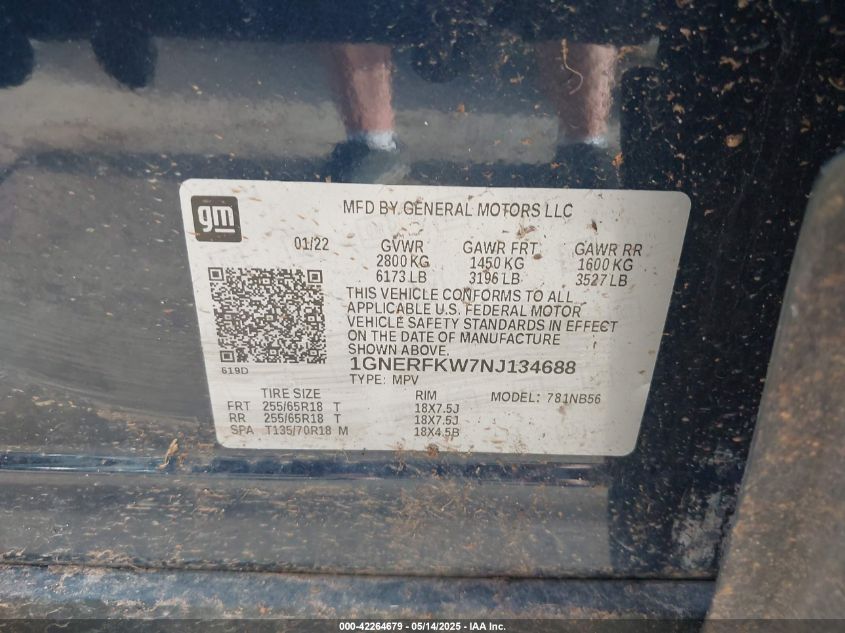 gm
MFD BY GENERAL MOTORS LLC
01/22 GVWR GAWR FRT GAWR RR
2800 KG 1450 KG 1600 KG
6173 LB 3196 LB 3527 LB
THIS VEHICLE CONFORMS TO ALL
APPLICABLE U.S. FEDERAL MOTOR
VEHICLE SAFETY STANDARDS IN EFFECT
ON THE DATE OF MANUFACTURE
SHOWN ABOVE.
619D
1GNERFKW7NJ134688
TYPE: MPV
TIRE SIZE RIM MODEL: 781NB56
FRT 255/65R18 T 18X7.5J
RR 255/65R18 T 18X7.5J
SPA T135/70R18 M 18X4.5B
000-42264679 - 05/14/2025 - IAA Inc.